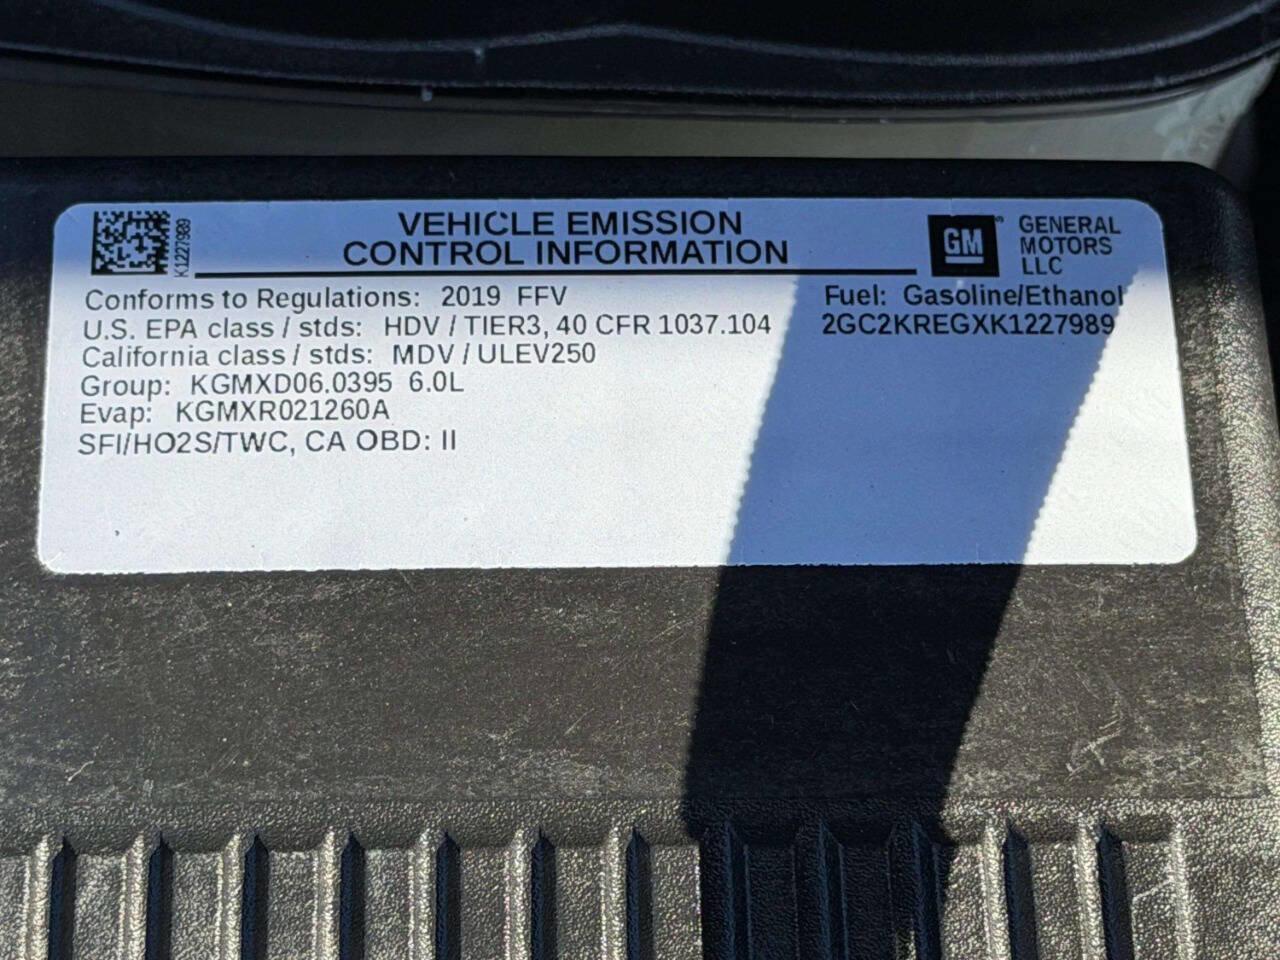 K1227989
VEHICLE EMISSION
CONTROL INFORMATION
GM
GENERAL
MOTORS
LLC
Conforms to Regulations: 2019 FFV
Fuel: Gasoline/Ethanol
U.S. EPA class / stds: HDV / TIER3, 40 CFR 1037.104
2GC2KREGXK1227989
California class / stds: MDV / ULEV250
Group: KGMXD06.0395 6.0L
Evap: KGMXR021260A
SFI/HO2S/TWC, CA OBD: II